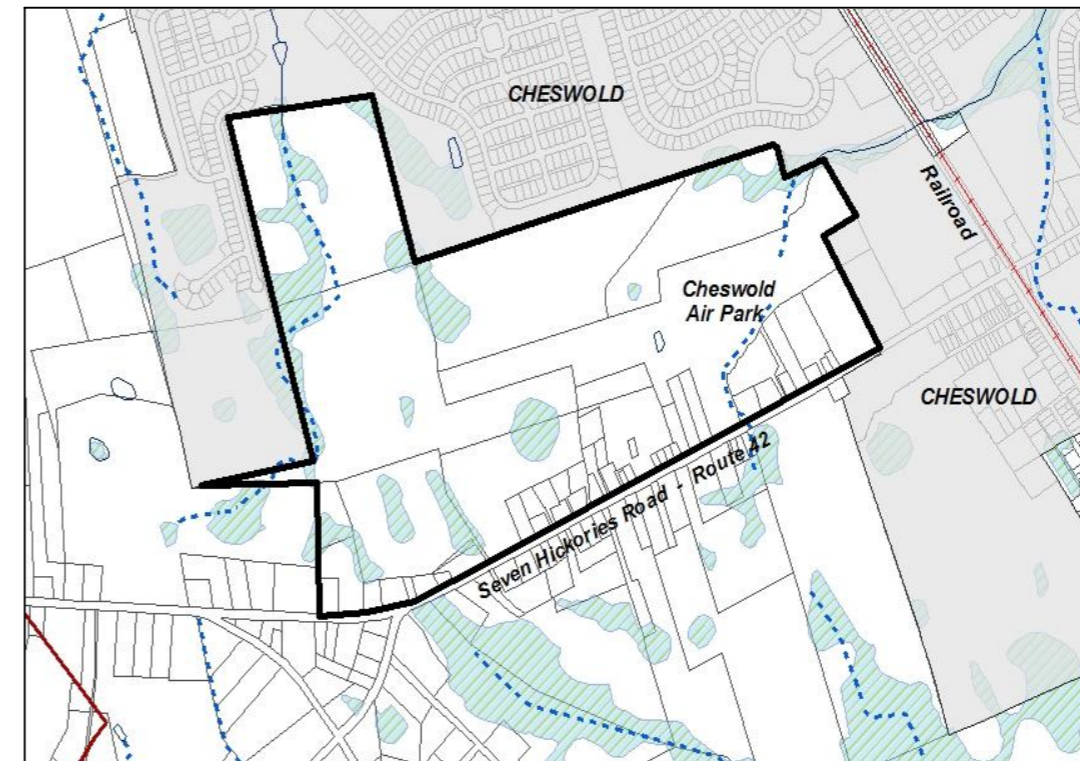 CHESWOLD
Railroad
Cheswold
Air Park
CHESWOLD
Seven Hickories Road - Route 42